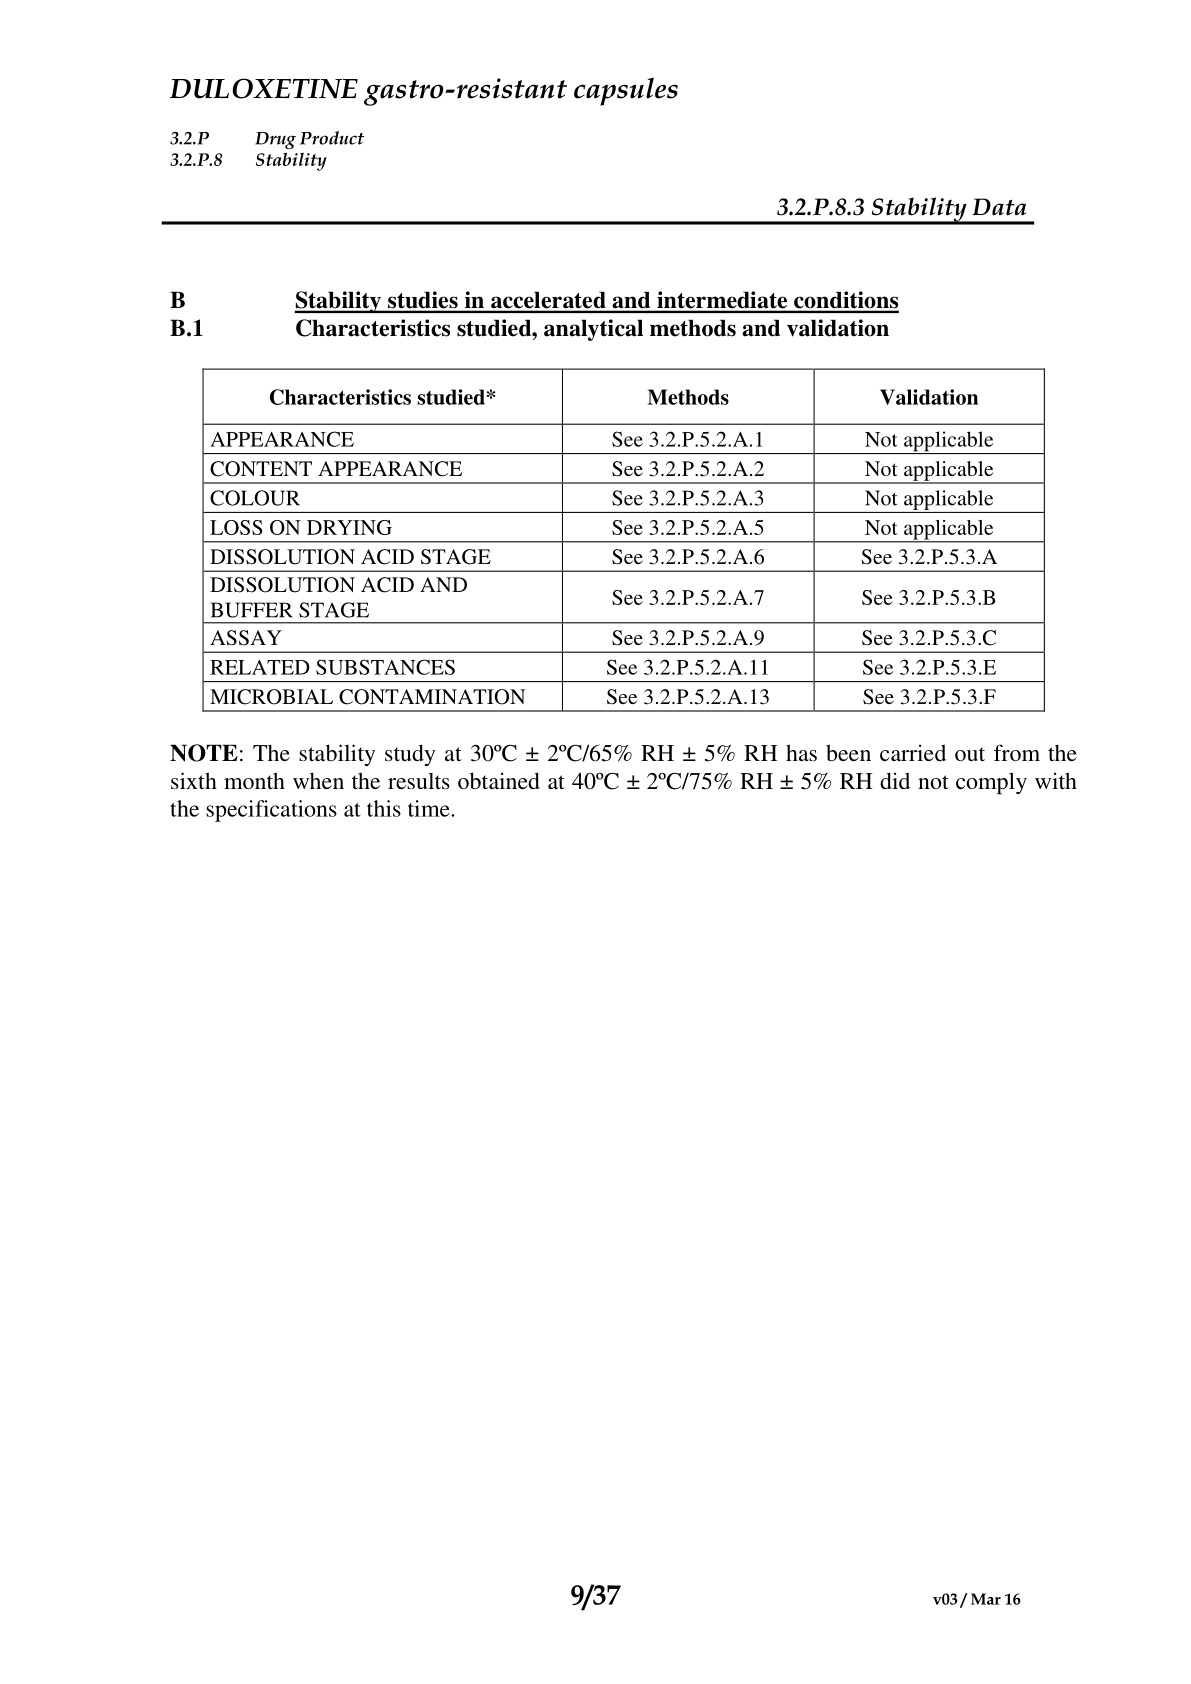 DULOXETINE gastro-resistant capsules
3.2.P Drug Product
3.2.P.8 Stability
3.2.P.8.3 Stability Data
B Stability studies in accelerated and intermediate conditions
B.1 Characteristics studied, analytical methods and validation
Characteristics studied* Methods Validation
APPEARANCE See 3.2.P.5.2.A.1 Not applicable
CONTENT APPEARANCE See 3.2.P.5.2.A.2 Not applicable
COLOUR See 3.2.P.5.2.A.3 Not applicable
LOSS ON DRYING See 3.2.P.5.2.A.5 Not applicable
DISSOLUTION ACID STAGE See 3.2.P.5.2.A.6 See 3.2.P.5.3.A
DISSOLUTION ACID AND
BUFFER STAGE See 3.2.P.5.2.A.7 See 3.2.P.5.3.B
ASSAY See 3.2.P.5.2.A.9 See 3.2.P.5.3.C
RELATED SUBSTANCES See 3.2.P.5.2.A.11 See 3.2.P.5.3.E
MICROBIAL CONTAMINATION See 3.2.P.5.2.A.13 See 3.2.P.5.3.F
NOTE: The stability study at 30ºC ± 2ºC/65% RH ± 5% RH has been carried out from the
sixth month when the results obtained at 40ºC ± 2ºC/75% RH ± 5% RH did not comply with
the specifications at this time.
9/37
v03 / Mar 16